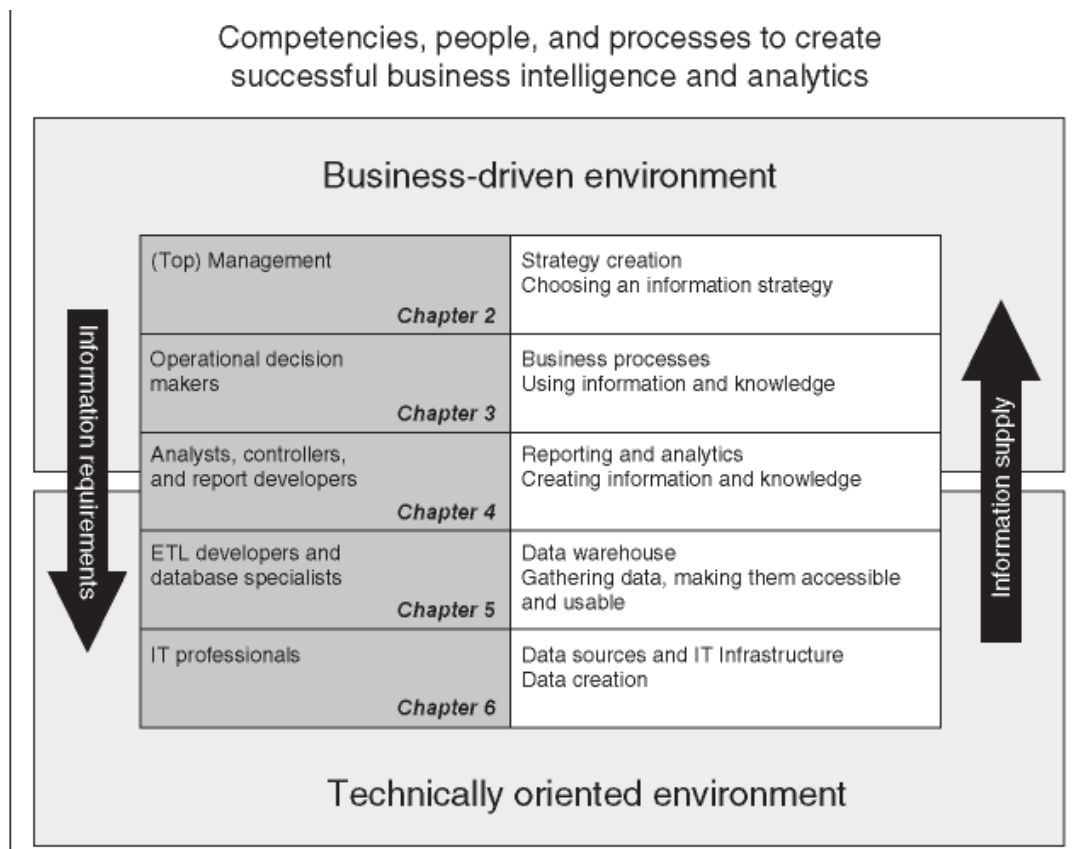 Competencies, people, and processes to create
successful business intelligence and analytics
Business-driven environment
(Top) Management
Chapter 2
Strategy creation
Choosing an information strategy
Operational decision
makers
Chapter 3
Business processes
Using information and knowledge
Analysts, controllers,
and report developers
Chapter 4
Reporting and analytics
Creating information and knowledge
ETL developers and
database specialists
Chapter 5
Data warehouse
Gathering data, making them accessible
and usable
IT professionals
Chapter 6
Data sources and IT Infrastructure
Data creation
Information requirements
Information supply
Technically oriented environment